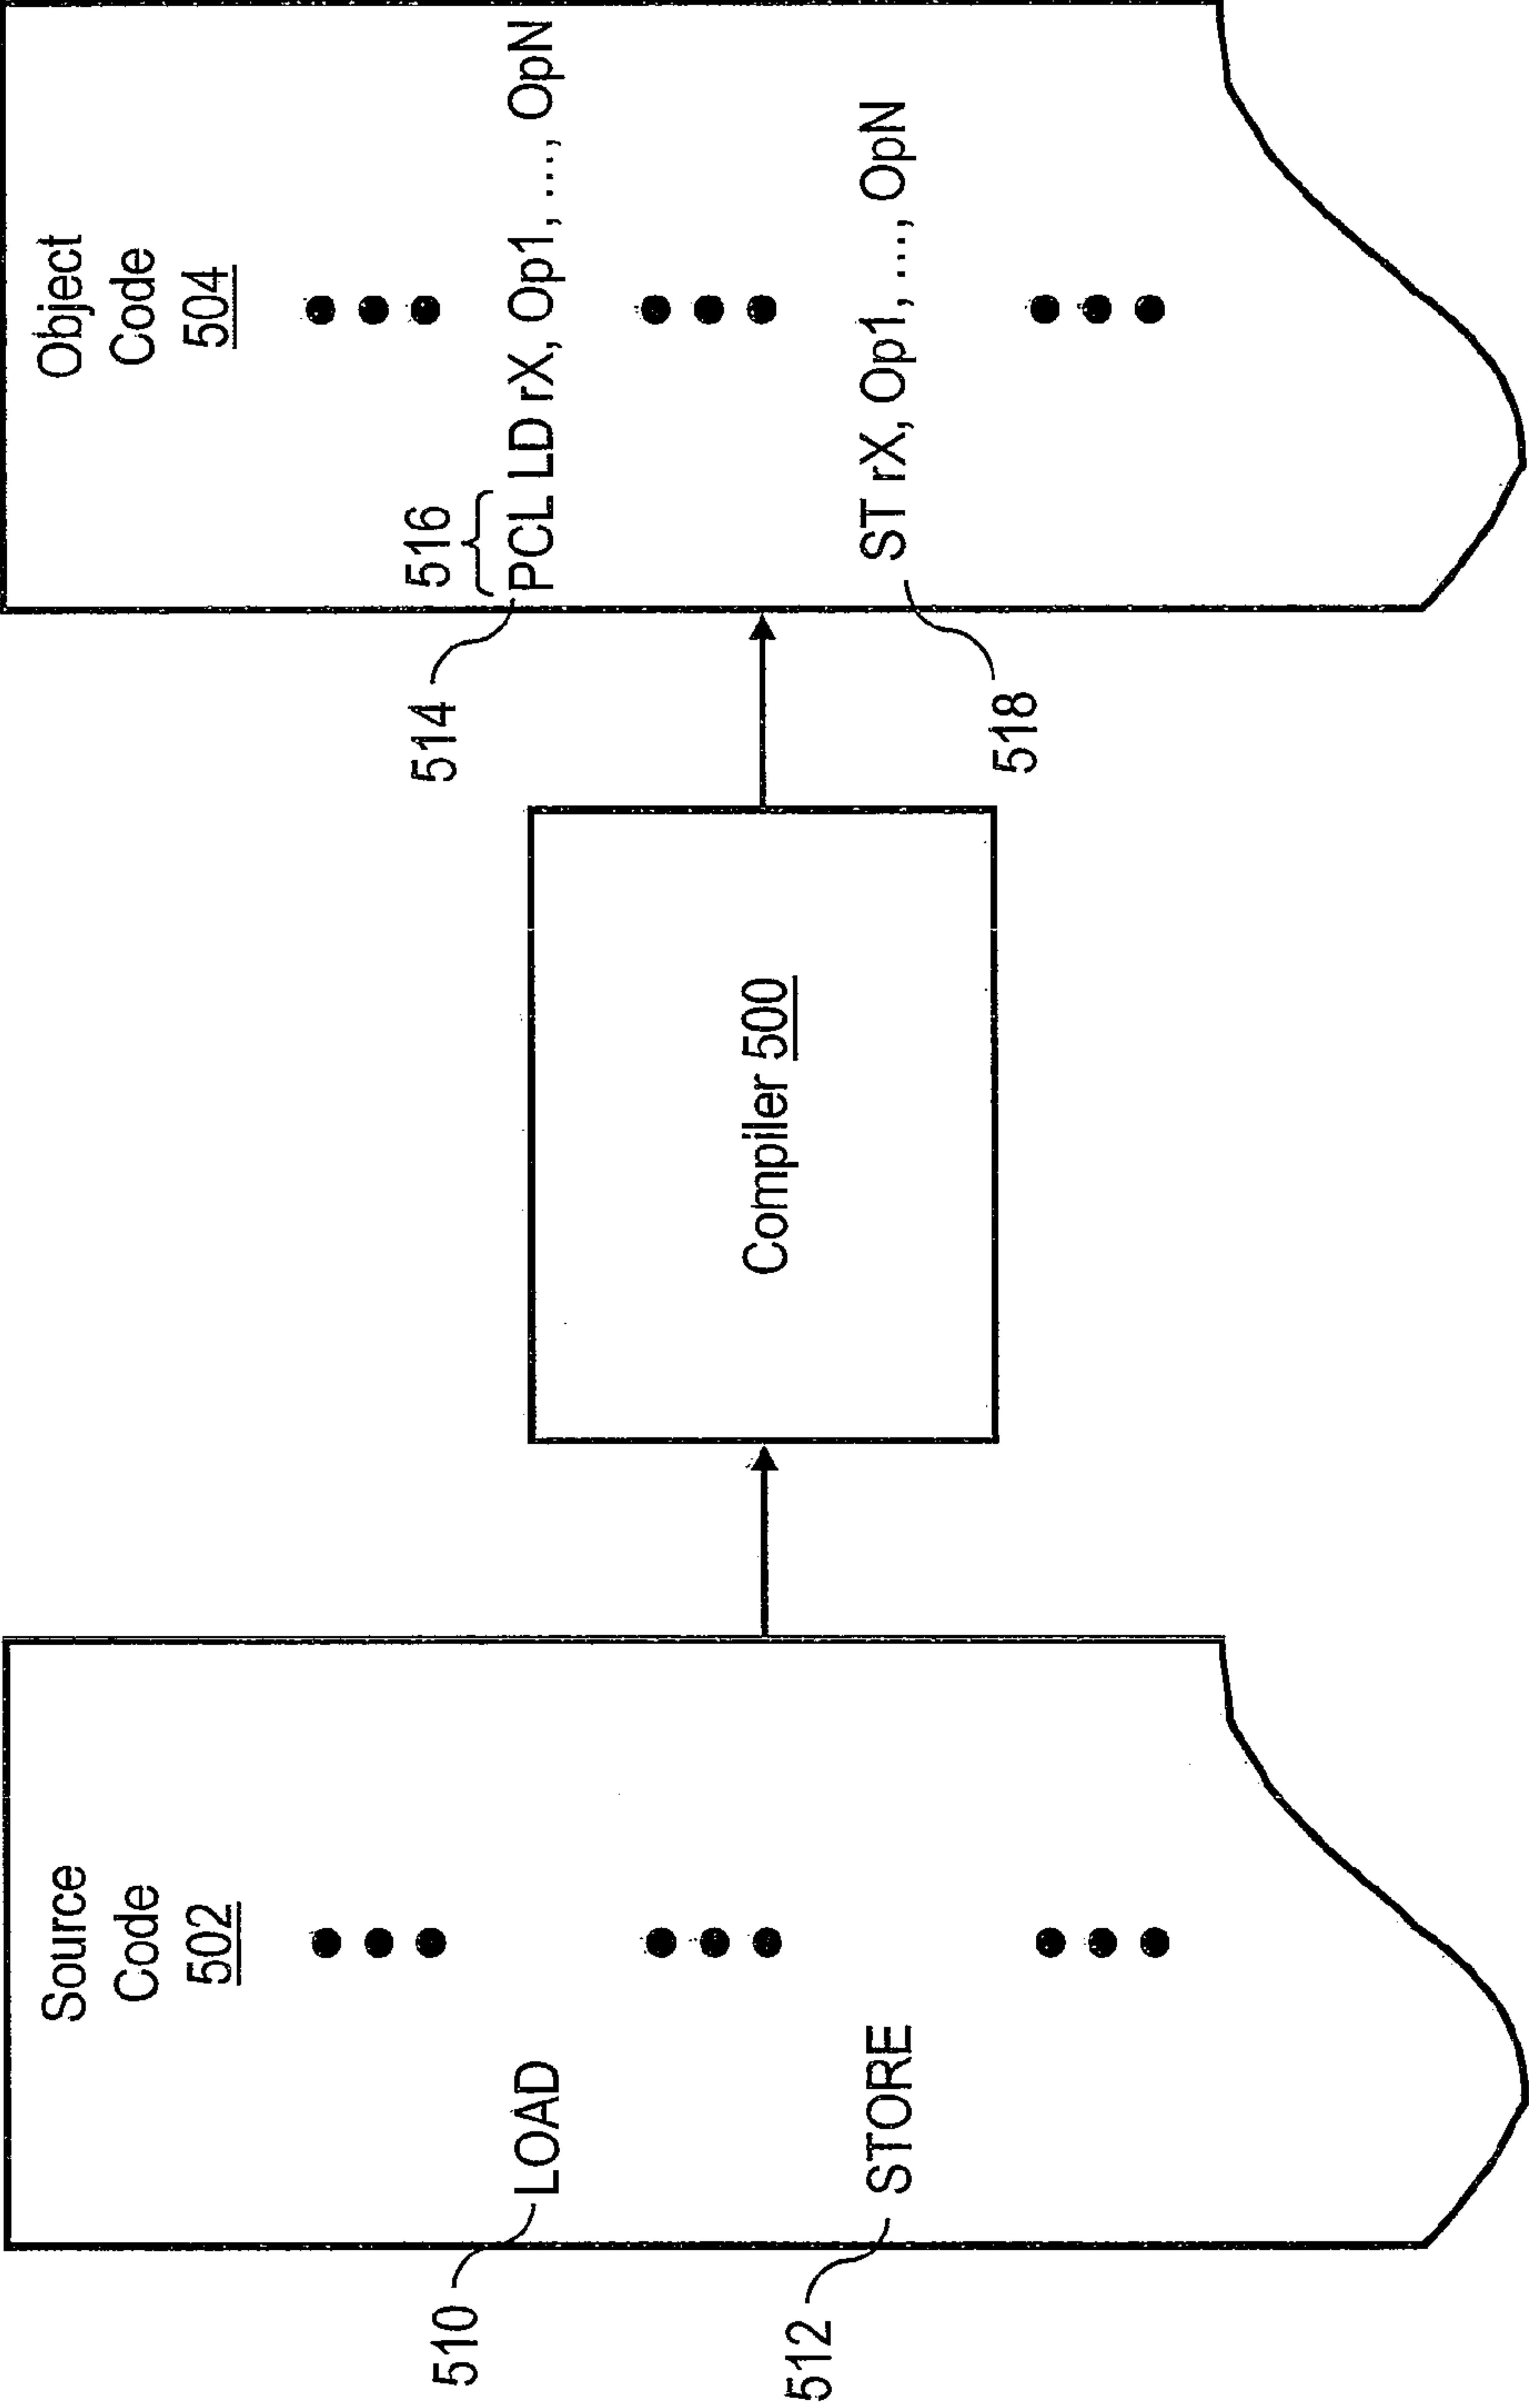 Source
Code
502
510
LOAD
512
STORE
Compiler 500
Object
Code
504
514
516
PCL LD rX, Op1, ..., OpN
ST rX, Op1, ..., OpN
518